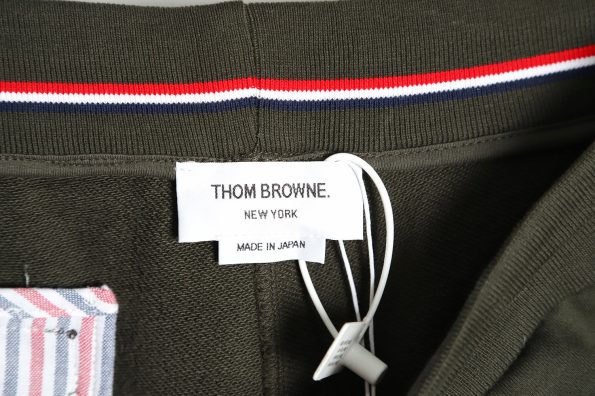 THOM BROWNE.
NEW YORK
MADE IN JAPAN